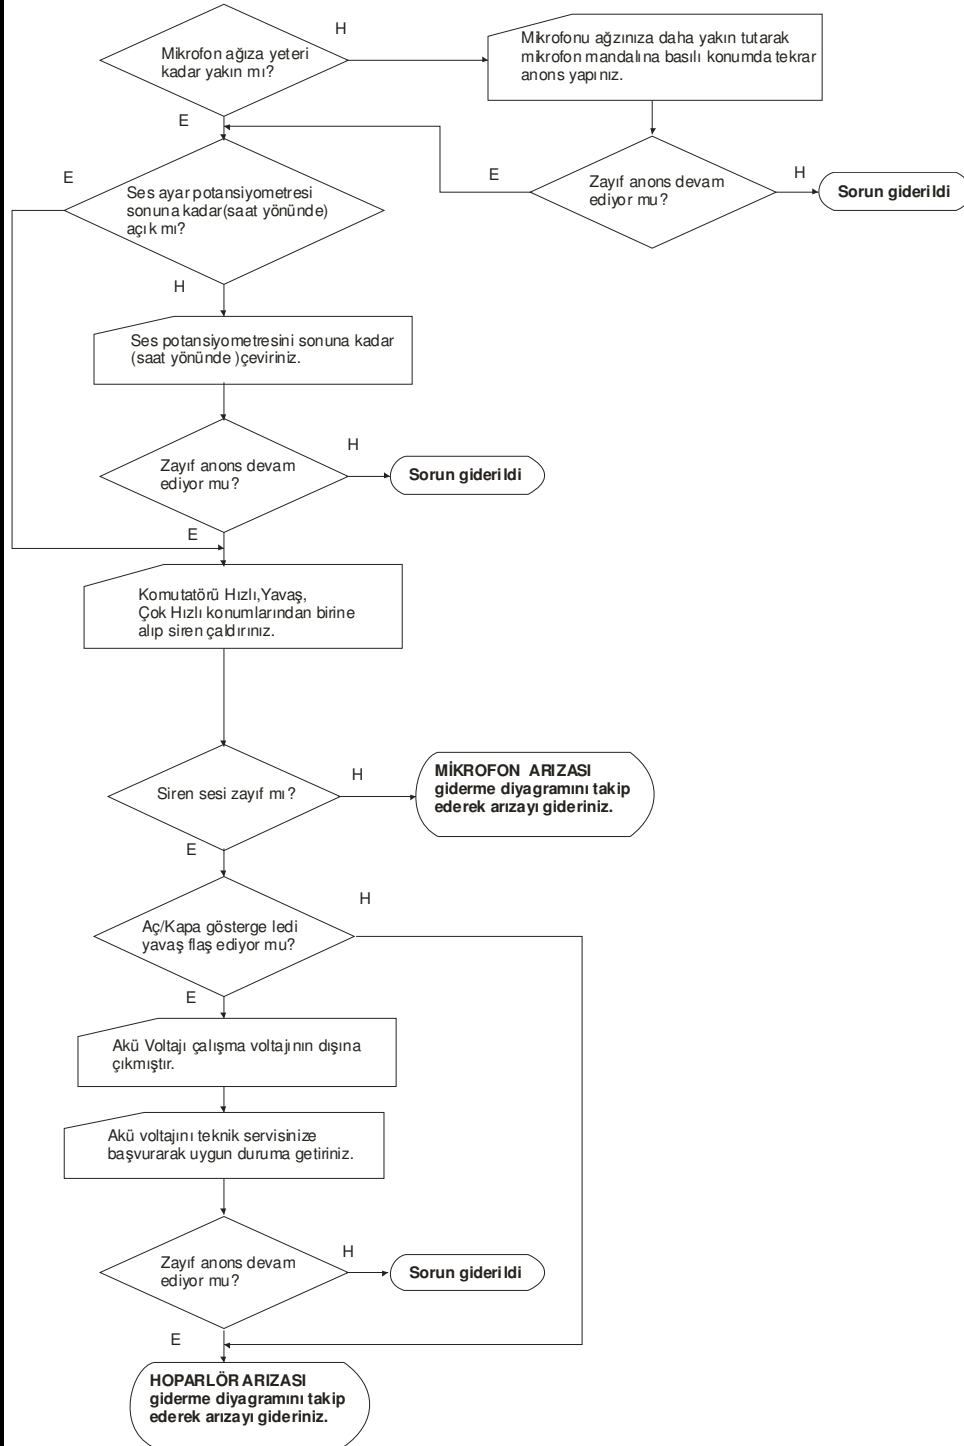 Mikrofon ağıza yeteri
kadar yakın mı?
H
Mikrofonu ağzınıza daha yakın tutarak
mikrofon mandalına basılı konumda tekrar
anons yapınız.
E
Zayıf anons devam
ediyor mu?
E
H
Sorun giderildi
E
Ses ayar potansiyometresi
sonuna kadar(saat yönünde)
açık mı?
H
Ses potansiyometresini sonuna kadar
(saat yönünde )çeviriniz.
Zayıf anons devam
ediyor mu?
H
Sorun giderildi
E
Komutatörü Hızlı,Yavaş,
Çok Hızlı konumlarından birine
alıp siren çaldırınız.
Siren sesi zayıf mı?
H
MİKROFON ARIZASI
giderme diyagramını takip
ederek arızayı gideriniz.
E
Aç/Kapa gösterge ledi
yavaş flaş ediyor mu?
H
E
Akü Voltajı çalışma voltajının dışına
çıkmıştır.
Akü voltajını teknik servisinize
başvurarak uygun duruma getiriniz.
Zayıf anons devam
ediyor mu?
H
Sorun giderildi
E
HOPARLÖR ARIZASI
giderme diyagramını takip
ederek arızayı gideriniz.